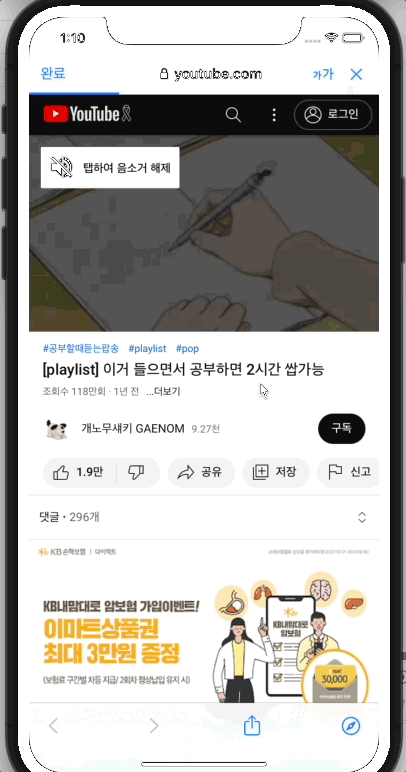 1:10
완료
youtube.com
가가
YouTube
로그인
탭하여 음소거 해제
#공부할때듣는팝송 #playlist #pop
[playlist] 이거 들으면서 공부하면 2시간 쌉가능
조회수 118만회 · 1년 전 ...더보기
개노무섀키 GAENOM 9.27천
구독
1.9만
공유
저장
신고
댓글 • 296개
KB손해보험 | 다이렉트
KB내맘대로 암보험 가입이벤트!
이마트상품권
최대 3만원 증정
(보험료 구간별 차등 지급/ 2회차 정상납입 유지 시)
KB내맘대로
암보험
30,000